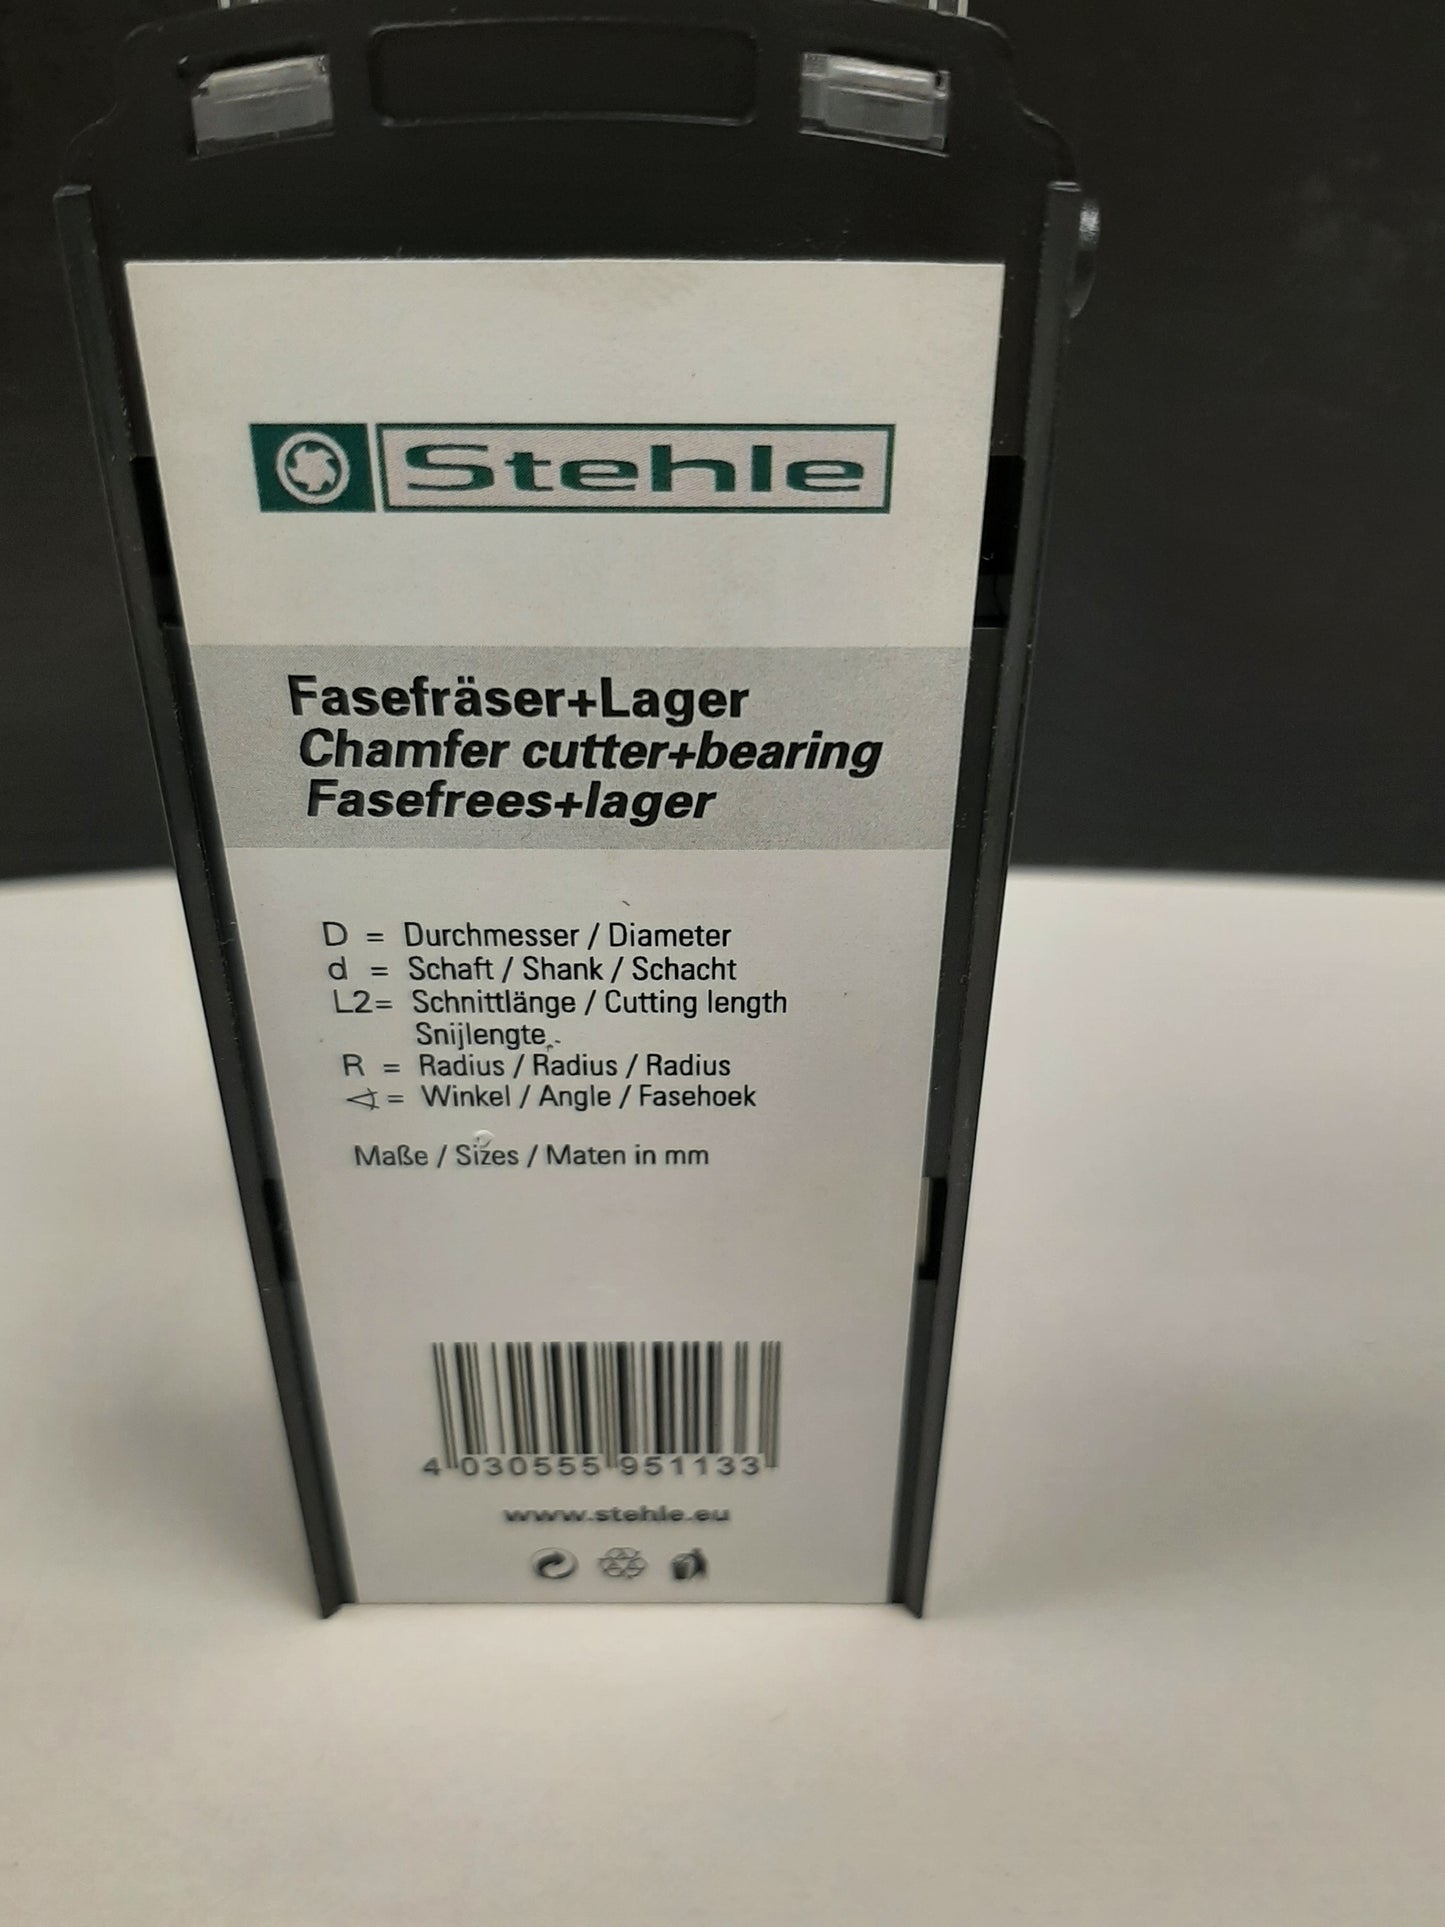 Stehle
Fasefräser+Lager
Chamfer cutter+bearing
Fasefrees+lager
D = Durchmesser / Diameter
d = Schaft / Shank / Schacht
L2= Schnittlänge / Cutting length
Snijlengte
R = Radius / Radius / Radius
∢ = Winkel / Angle / Fasehoek
Maße / Sizes / Maten in mm
4 030555 951133
www.stehle.eu